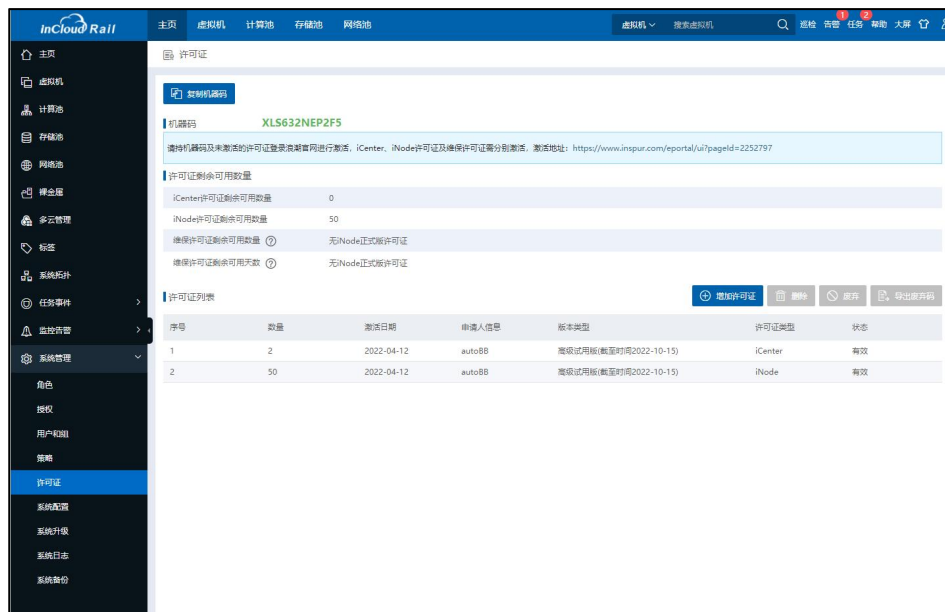 inCloud Rail 主页 虚拟机 计算池 存储池 网络池 虚拟机 搜索虚拟机 巡检 告警 1 任务 2 帮助 大屏
主页
虚拟机
计算池
存储池
网络池
裸金属
多云管理
标签
系统拓扑
任务事件
监控告警
系统管理
角色
授权
用户和组
策略
许可证
系统配置
系统升级
系统日志
系统备份
许可证
复制机器码
机器码 XLS632NEP2F5
请持机器码及未激活的许可证登录浪潮官网进行激活，iCenter、iNode许可证及维保许可证需分别激活，激活地址：https://www.inspur.com/eportal/ui?pageId=2252797
许可证剩余可用数量
iCenter许可证剩余可用数量 0
iNode许可证剩余可用数量 50
维保许可证剩余可用数量 ? 无iNode正式版许可证
维保许可证剩余可用天数 ? 无iNode正式版许可证
许可证列表 增加许可证 删除 废弃 导出废弃码
序号 数量 激活日期 申请人信息 版本类型 许可证类型 状态
1 2 2022-04-12 autoBB 高级试用版(截至时间2022-10-15) iCenter 有效
2 50 2022-04-12 autoBB 高级试用版(截至时间2022-10-15) iNode 有效